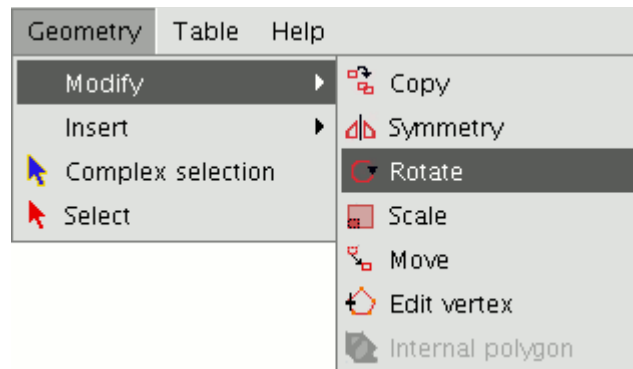 Geometry Table Help
Modify
Insert
Complex selection
Select
Copy
Symmetry
Rotate
Scale
Move
Edit vertex
Internal polygon